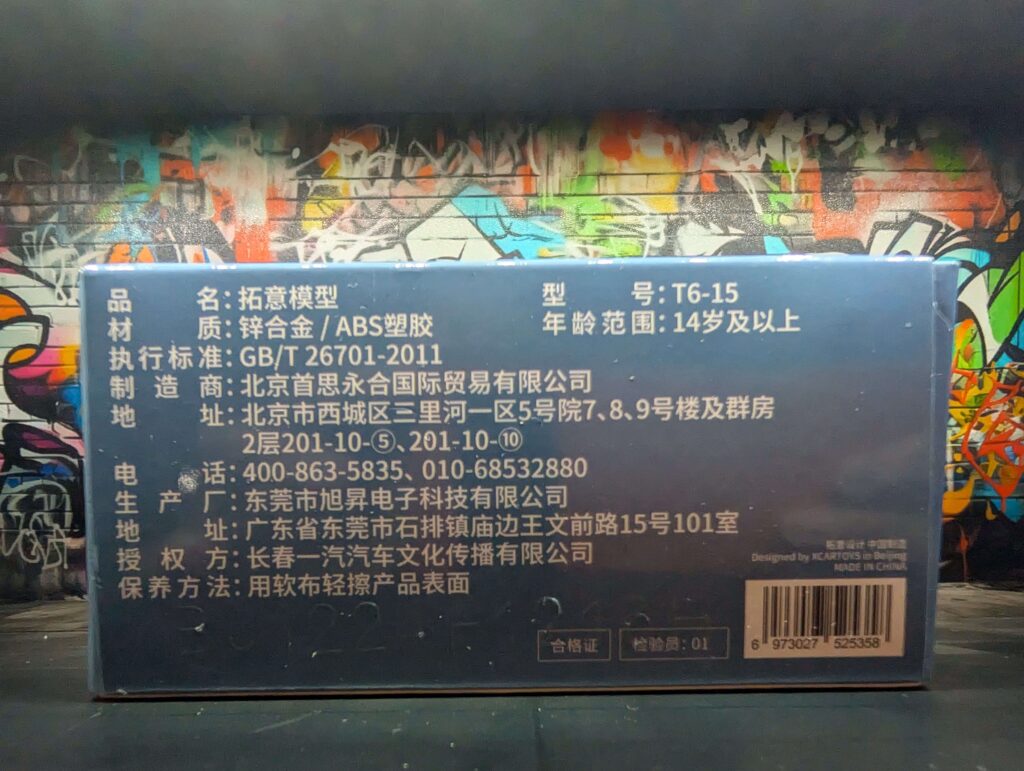 品名：拓意模型 型号：T6-15
材质：锌合金 / ABS塑胶 年龄范围：14岁及以上
执行标准：GB/T 26701-2011
制造商：北京首思永合国际贸易有限公司
地址：北京市西城区三里河一区5号院7、8、9号楼及群房
2层201-10-⑤、201-10-⑩
电话：400-863-5835、010-68532880
生产厂：东莞市旭昇电子科技有限公司
地址：广东省东莞市石排镇庙边王文前路15号101室
授权方：长春一汽汽车文化传播有限公司
保养方法：用软布轻擦产品表面
拓意设计 中国制造
Designed by XCARTOYS in Beijing
MADE IN CHINA
合格证 检验员：01
6 973027 525358